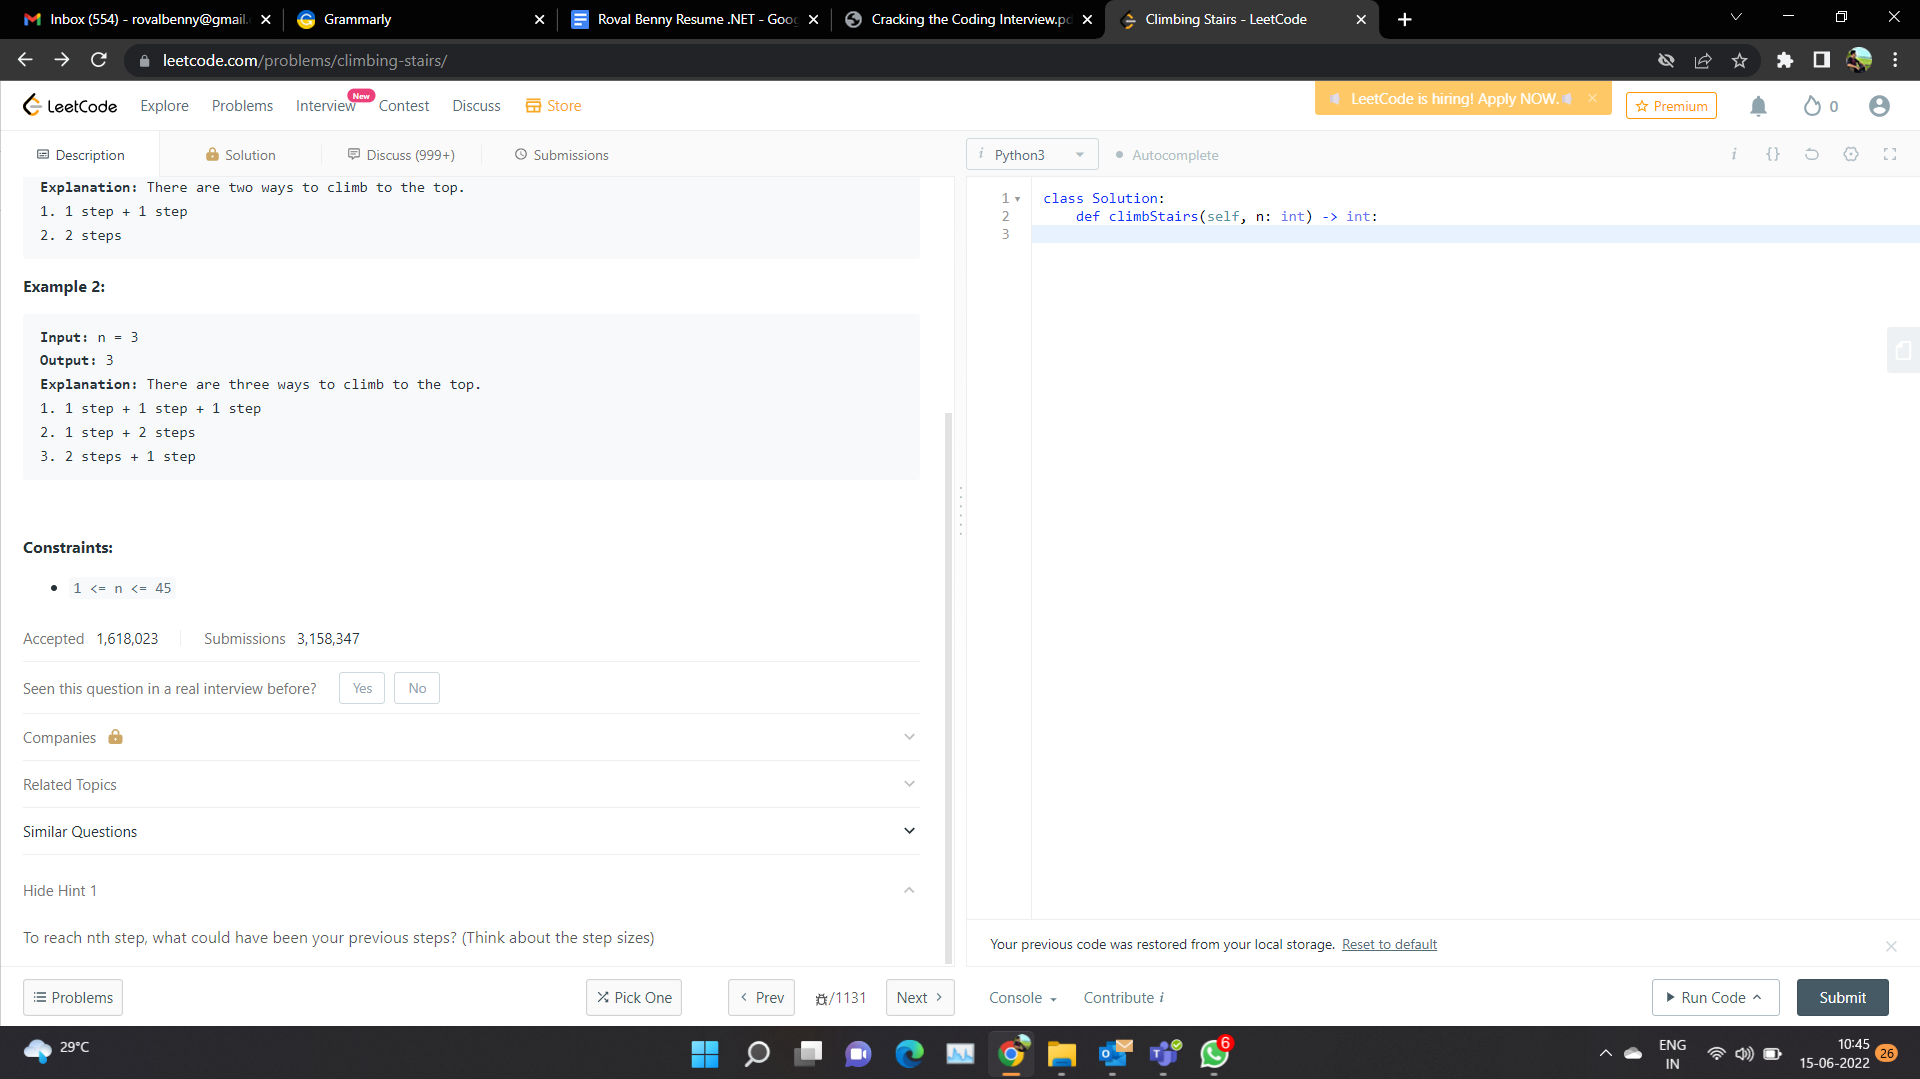 Inbox (554) - rovalbenny@gmail.
Grammarly
Roval Benny Resume .NET - Goog
Cracking the Coding Interview.pd
Climbing Stairs - LeetCode
leetcode.com/problems/climbing-stairs/
LeetCode
Explore
Problems
Interview
New
Contest
Discuss
Store
LeetCode is hiring! Apply NOW.
Premium
0
Description
Solution
Discuss (999+)
Submissions
i Python3
Autocomplete
i {}
Explanation: There are two ways to climb to the top.
1. 1 step + 1 step
2. 2 steps
Example 2:
Input: n = 3
Output: 3
Explanation: There are three ways to climb to the top.
1. 1 step + 1 step + 1 step
2. 1 step + 2 steps
3. 2 steps + 1 step
Constraints:
1 <= n <= 45
Accepted 1,618,023
Submissions 3,158,347
Seen this question in a real interview before?
Yes
No
Companies
Related Topics
Similar Questions
Hide Hint 1
To reach nth step, what could have been your previous steps? (Think about the step sizes)
1 class Solution:
2 def climbStairs(self, n: int) -> int:
3
Your previous code was restored from your local storage. Reset to default
Problems
Pick One
Prev
/1131
Next
Console
Contribute i
Run Code
Submit
29°C
6
ENG
IN
10:45
15-06-2022
26